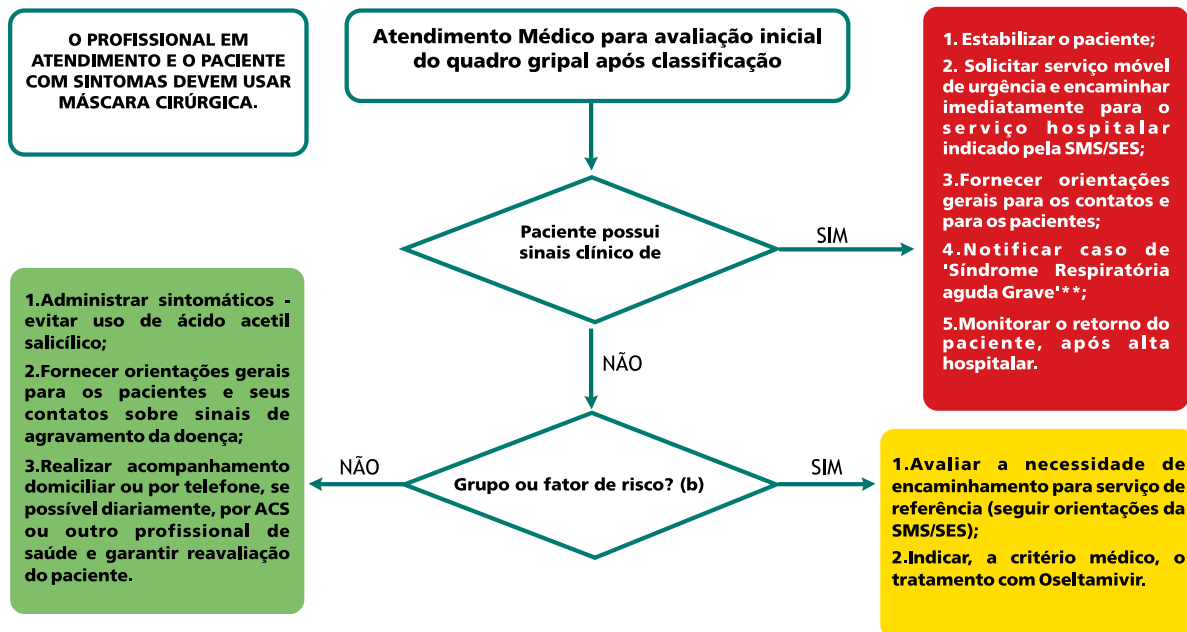 O PROFISSIONAL EM
ATENDIMENTO E O PACIENTE
COM SINTOMAS DEVEM USAR
MÁSCARA CIRÚRGICA.
Atendimento Médico para avaliação inicial
do quadro gripal após classificação
1. Estabilizar o paciente;
2. Solicitar serviço móvel
de urgência e encaminhar
imediatamente para o
serviço hospitalar
indicado pela SMS/SES;
3.Fornecer orientações
gerais para os contatos e
para os pacientes;
4.Notificar caso de
'Síndrome Respiratória
aguda Grave'**;
5.Monitorar o retorno do
paciente, após alta
hospitalar.
Paciente possui
sinais clínico de
SIM
NÃO
1.Administrar sintomáticos -
evitar uso de ácido acetil
salicílico;
2.Fornecer orientações gerais
para os pacientes e seus
contatos sobre sinais de
agravamento da doença;
3.Realizar acompanhamento
domiciliar ou por telefone, se
possível diariamente, por ACS
ou outro profissional de
saúde e garantir reavaliação
do paciente.
NÃO
Grupo ou fator de risco? (b)
SIM
1.Avaliar a necessidade de
encaminhamento para serviço de
referência (seguir orientações da
SMS/SES);
2.Indicar, a critério médico, o
tratamento com Oseltamivir.